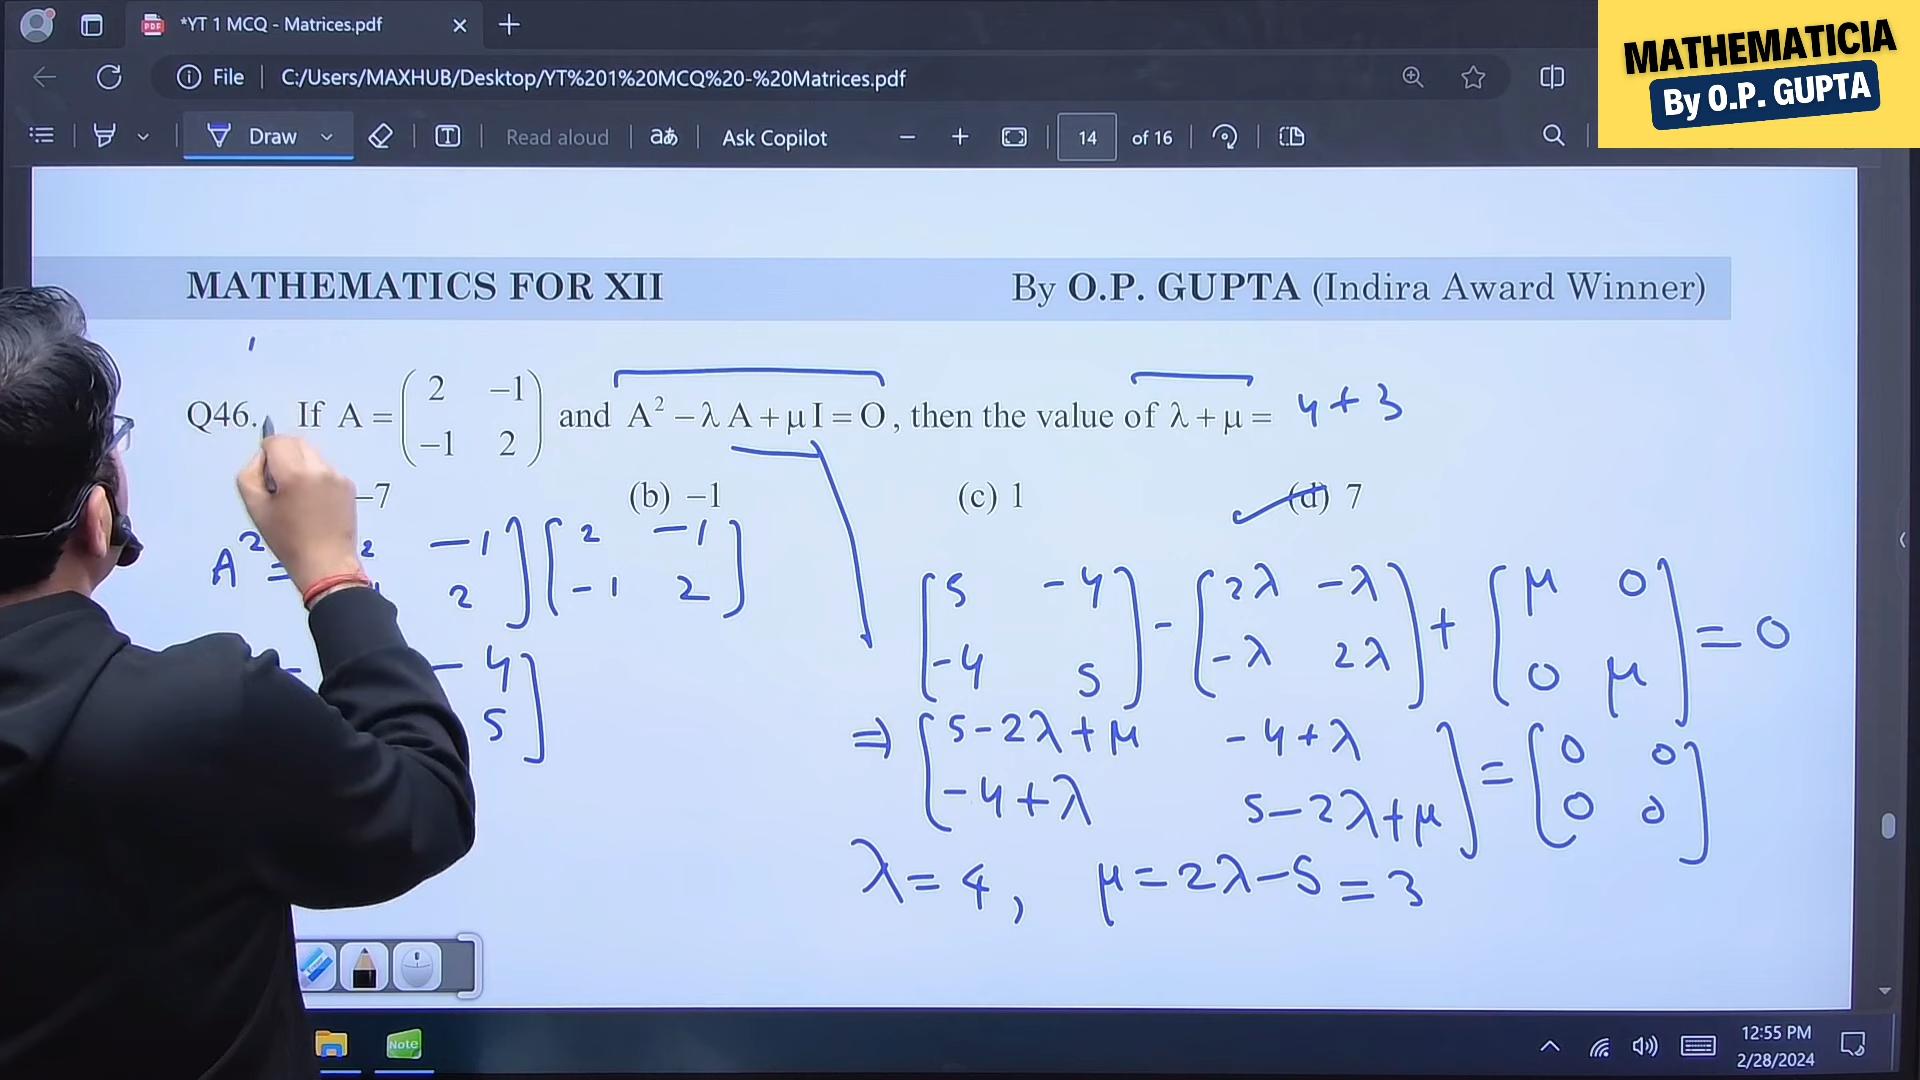 *YT 1 MCQ - Matrices.pdf
File C:/Users/MAXHUB/Desktop/YT%201%20MCQ%20-%20Matrices.pdf
MATHEMATICIA
By O.P. GUPTA
Draw Read aloud aあ Ask Copilot 14 of 16
MATHEMATICS FOR XII By O.P. GUPTA (Indira Award Winner)
Q46. If A = (2 −1
−1 2) and A² − λ A + μ I = O, then the value of λ + μ = 4 + 3
−7 (b) −1 (c) 1 (d) 7
A² = 2 −1 2] [2 −1
−1 2]
− 4
5]
[5 −4
−4 5] − [2λ −λ
−λ 2λ] + [μ 0
0 μ] = 0
⇒ [5−2λ+μ −4+λ
−4+λ 5−2λ+μ] = [0 0
0 0]
λ = 4, μ = 2λ−5 = 3
Note
12:55 PM
2/28/2024